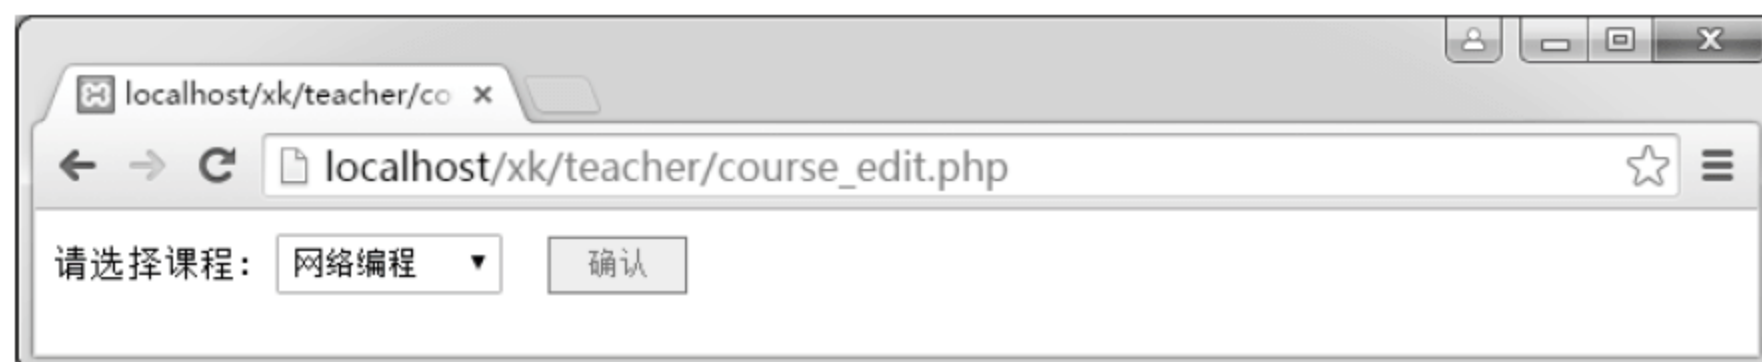 localhost/xk/teacher/co
localhost/xk/teacher/course_edit.php
请选择课程: 网络编程 确认